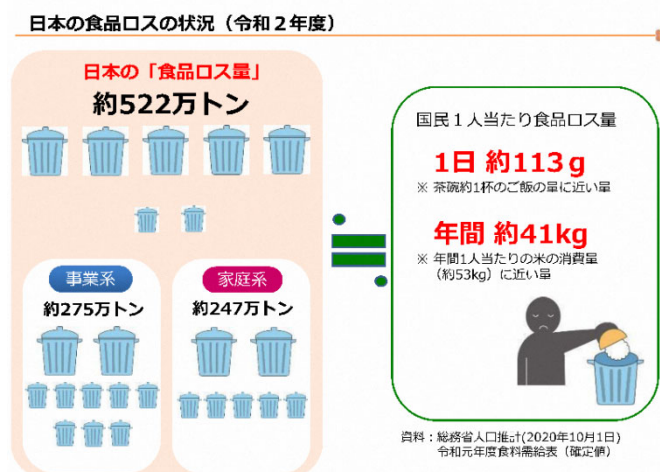 日本の食品ロスの状況（令和２年度）
日本の「食品ロス量」
約522万トン
事業系
約275万トン
家庭系
約247万トン
国民１人当たり食品ロス量
1日 約113ｇ
※ 茶碗約1杯のご飯の量に近い量
年間 約41kg
※ 年間1人当たりの米の消費量
（約53kg）に近い量
資料：総務省人口推計(2020年10月1日)
令和元年度食料需給表（確定値）